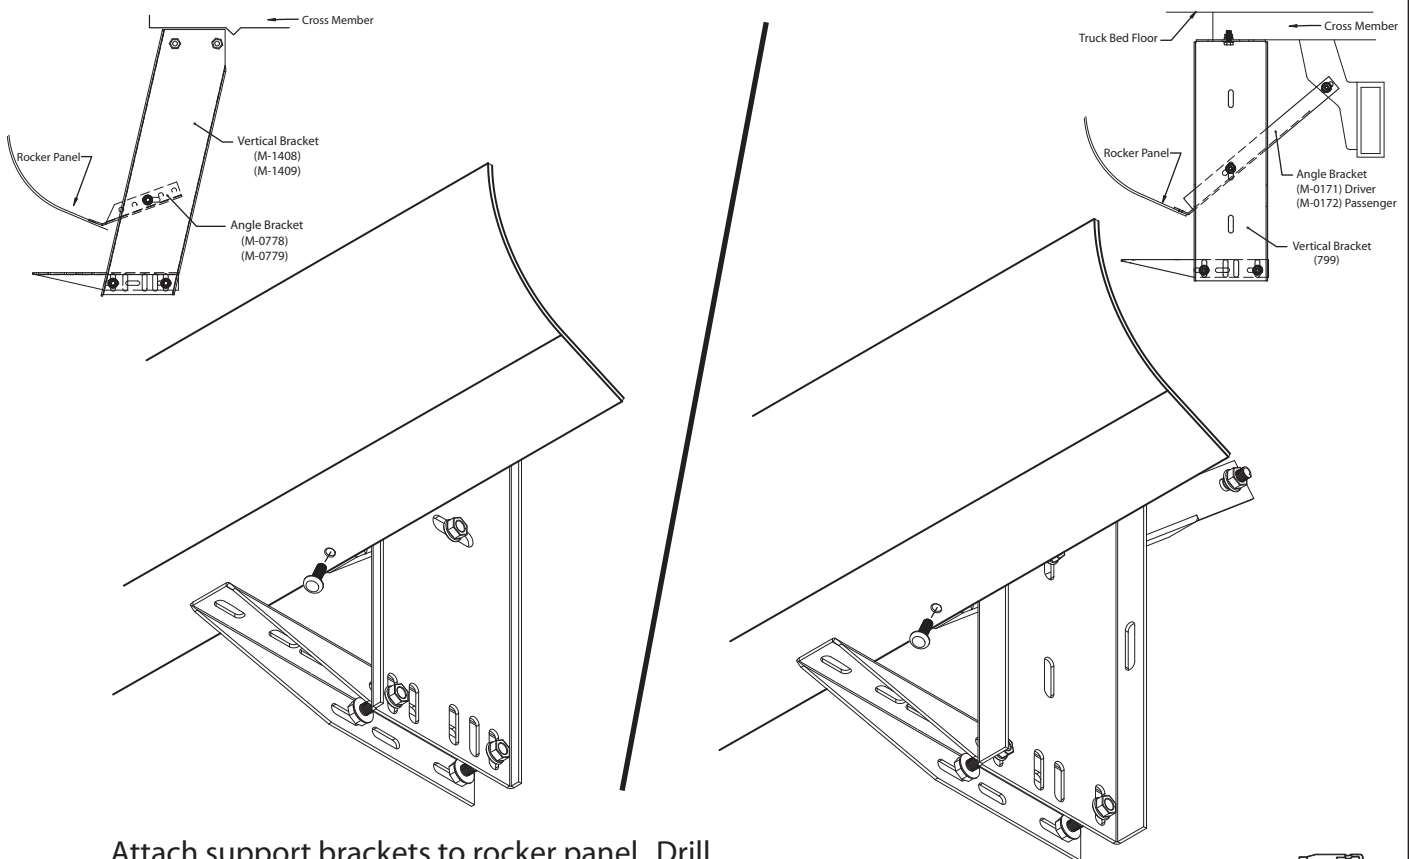 Cross Member
Vertical Bracket
(M-1408)
(M-1409)
Rocker Panel
Angle Bracket
(M-0778)
(M-0779)
Truck Bed Floor
Cross Member
Rocker Panel
Angle Bracket
(M-0171) Driver
(M-0172) Passenger
Vertical Bracket
(799)
Attach support brackets to rocker panel. Drill